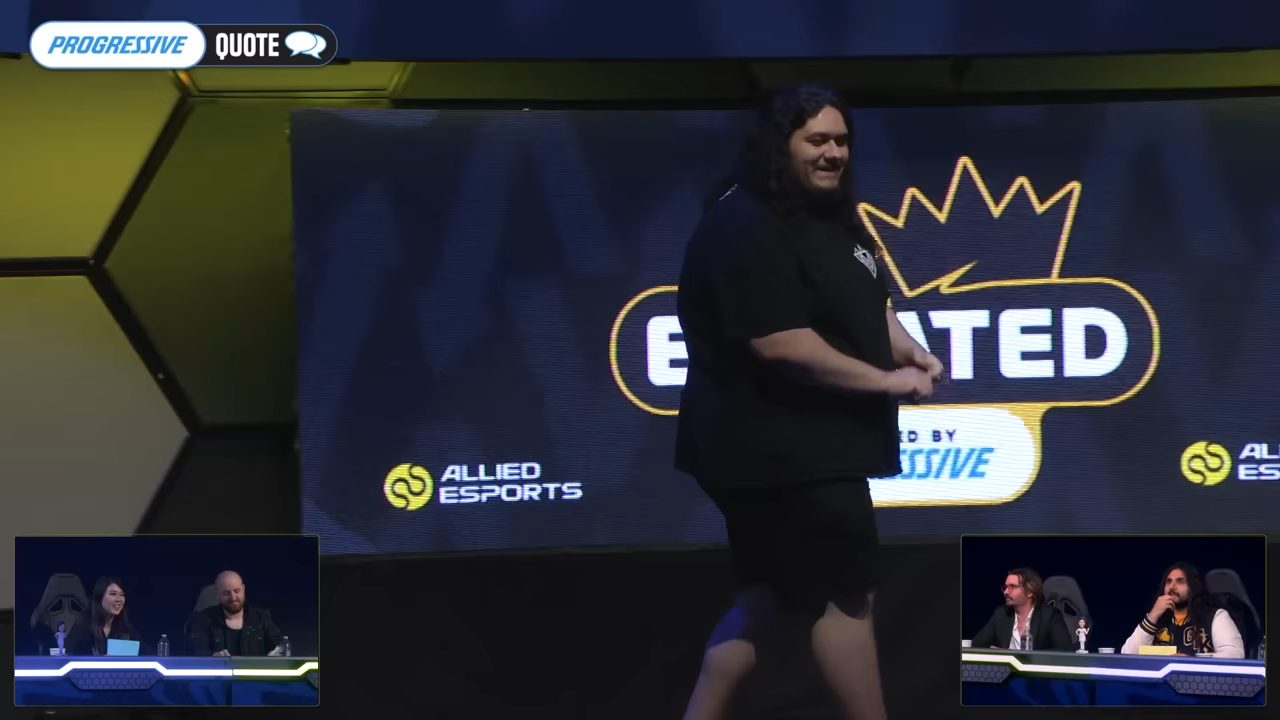 PROGRESSIVE QUOTE
ATED
ED BY
SSIVE
ALLIED
ESPORTS
AL
ES